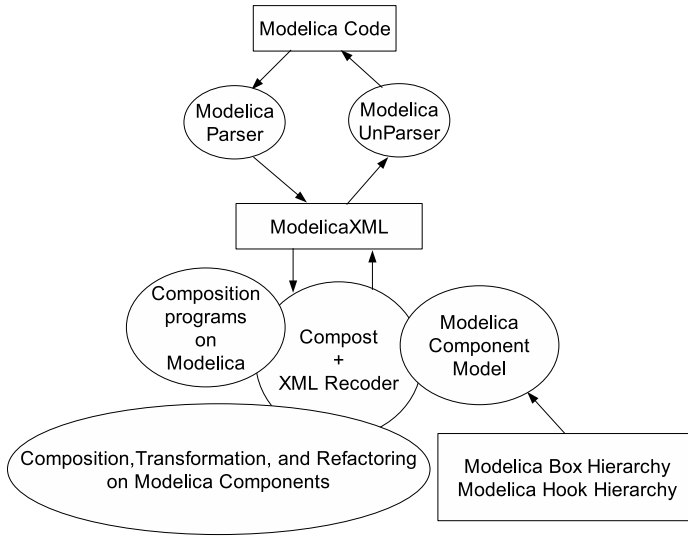 Modelica Code
Modelica
Parser
Modelica
UnParser
ModelicaXML
Composition
programs
on
Modelica
Compost
+
XML Recoder
Modelica
Component
Model
Composition,Transformation, and Refactoring
on Modelica Components
Modelica Box Hierarchy
Modelica Hook Hierarchy